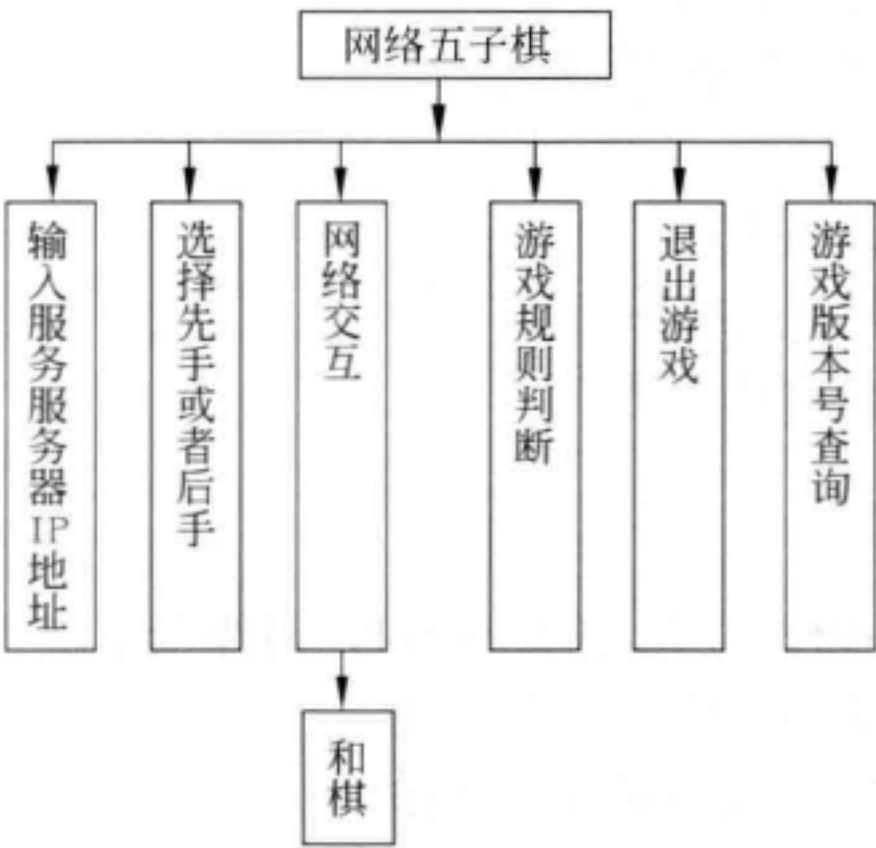 网络五子棋
输入服务服务器IP地址
选择先手或者后手
网络交互
游戏规则判断
退出游戏
游戏版本号查询
和棋